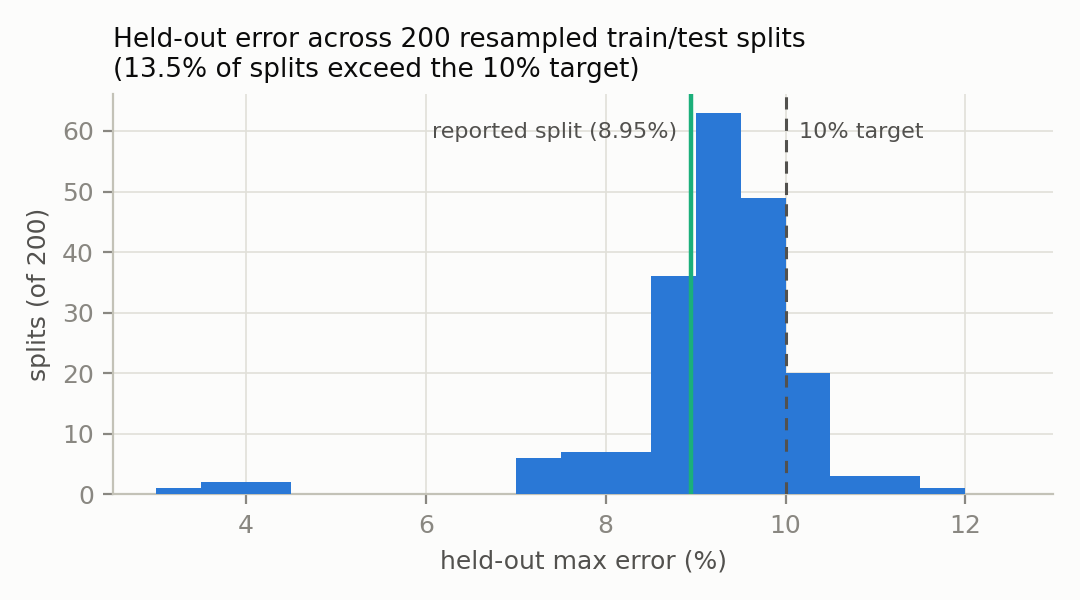 Held-out error across 200 resampled train/test splits
(13.5% of splits exceed the 10% target)
reported split (8.95%)
10% target
splits (of 200)
60
50
40
30
20
10
0
4
6
8
10
12
held-out max error (%)